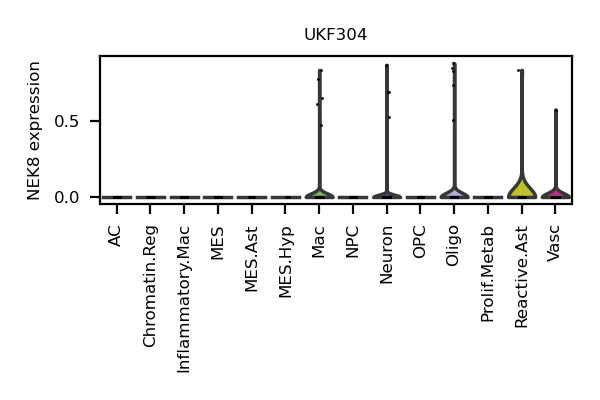 UKF304
NEK8 expression
0.5
0.0
AC
Chromatin.Reg
Inflammatory.Mac
MES
MES.Ast
MES.Hyp
Mac
NPC
Neuron
OPC
Oligo
Prolif.Metab
Reactive.Ast
Vasc